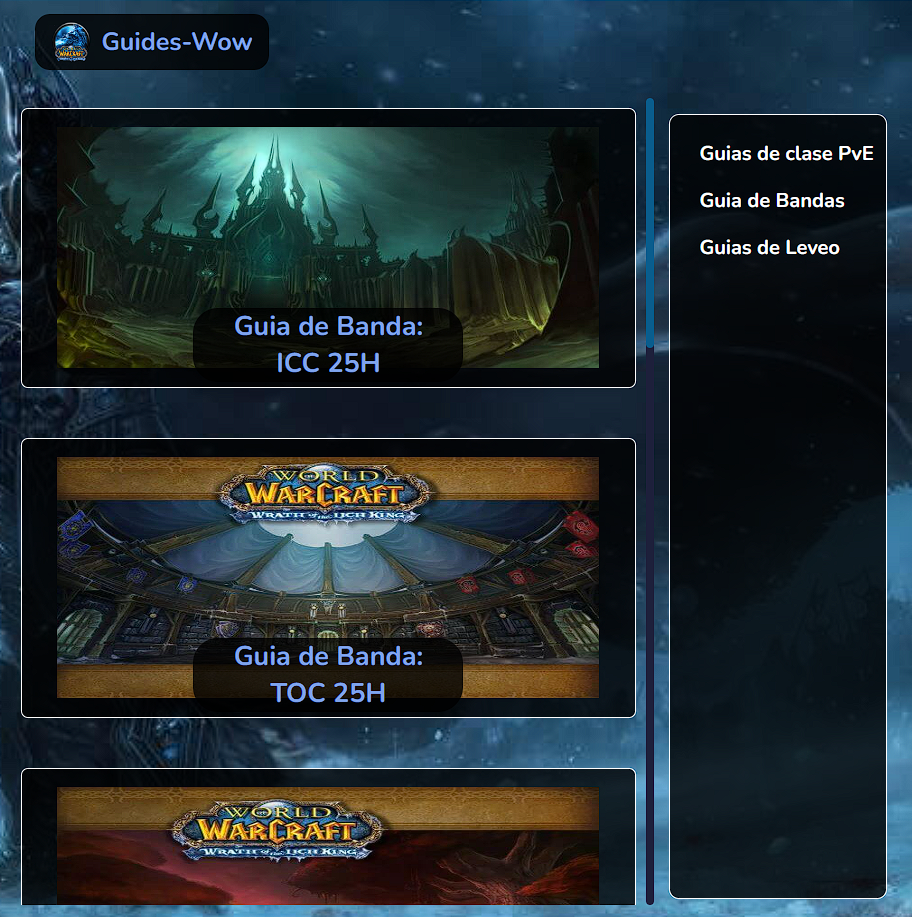 Guides-Wow
Guia de Banda:
ICC 25H
WORLD
WARCRAFT
WRATH of the LICH KING
Guia de Banda:
TOC 25H
WORLD
WARCRAFT
WRATH of the LICH KING
Guias de clase PvE
Guia de Bandas
Guias de Leveo